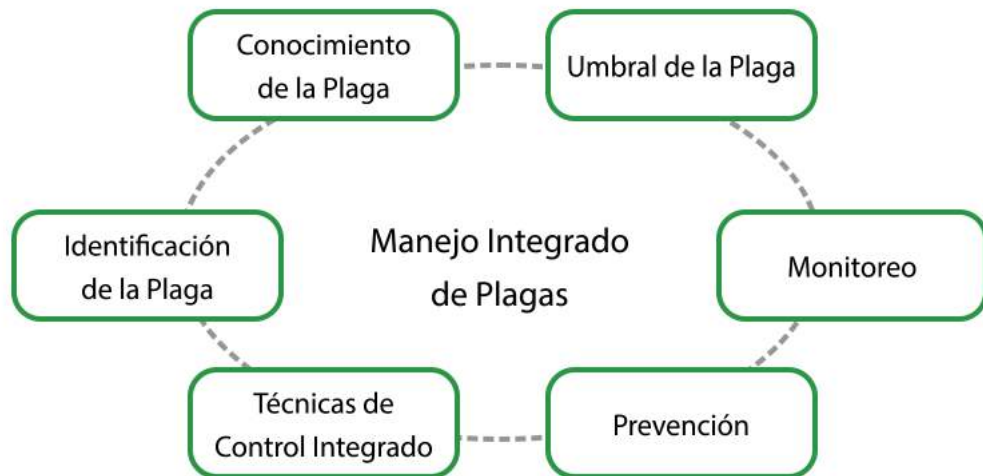 Conocimiento
de la Plaga
Umbral de la Plaga
Identificación
de la Plaga
Manejo Integrado
de Plagas
Monitoreo
Técnicas de
Control Integrado
Prevención